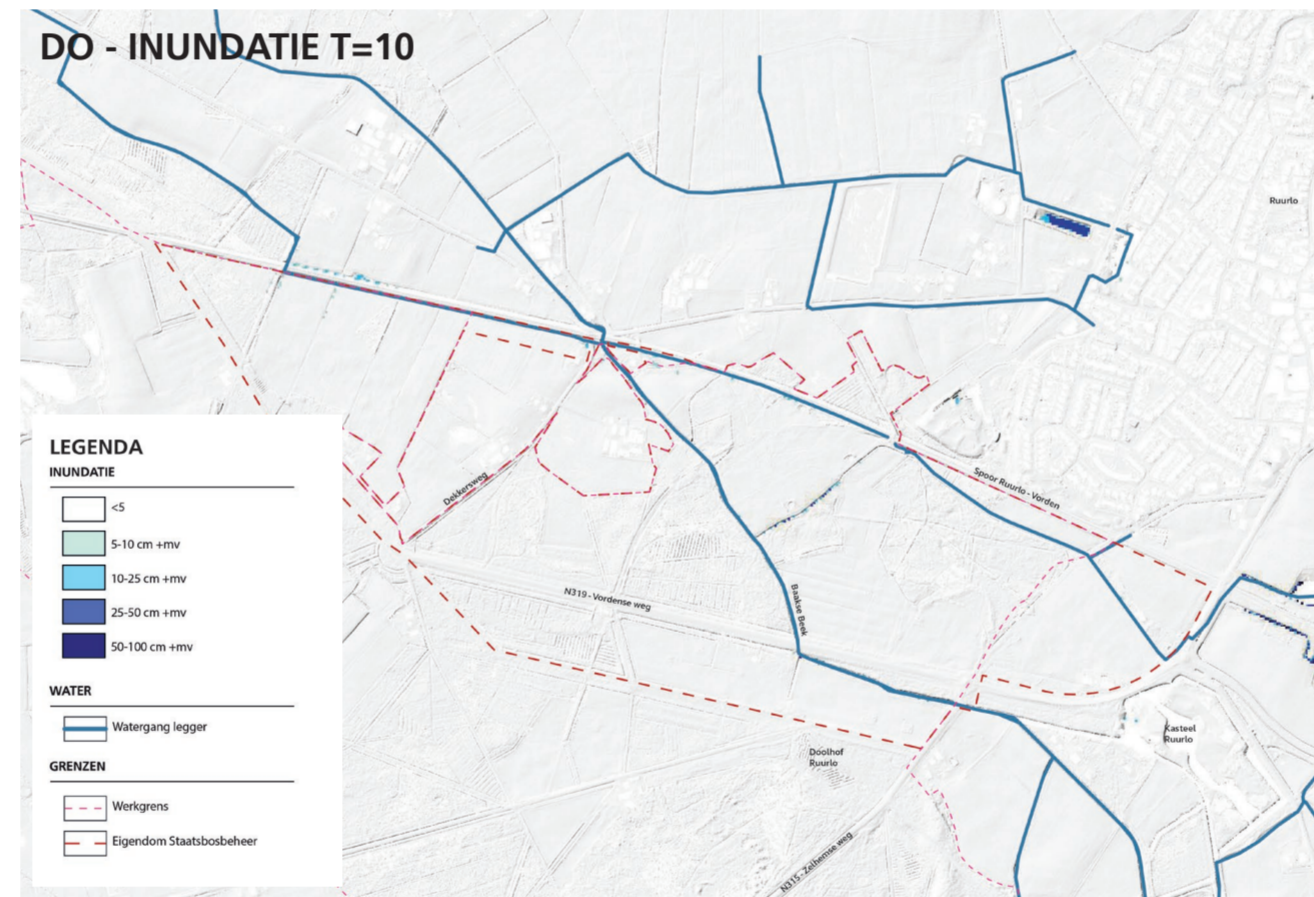 DO - INUNDATIE T=10
Ruurlo
Dekkersweg
Spoor Ruurlo - Vorden
N319 - Vordense weg
Baakse Beek
Doolhof
Ruurlo
Kasteel
Ruurlo
N315 - Zelhemse weg
LEGENDA
INUNDATIE
<5
5-10 cm +mv
10-25 cm +mv
25-50 cm +mv
50-100 cm +mv
WATER
Watergang legger
GRENZEN
Werkgrens
Eigendom Staatsbosbeheer